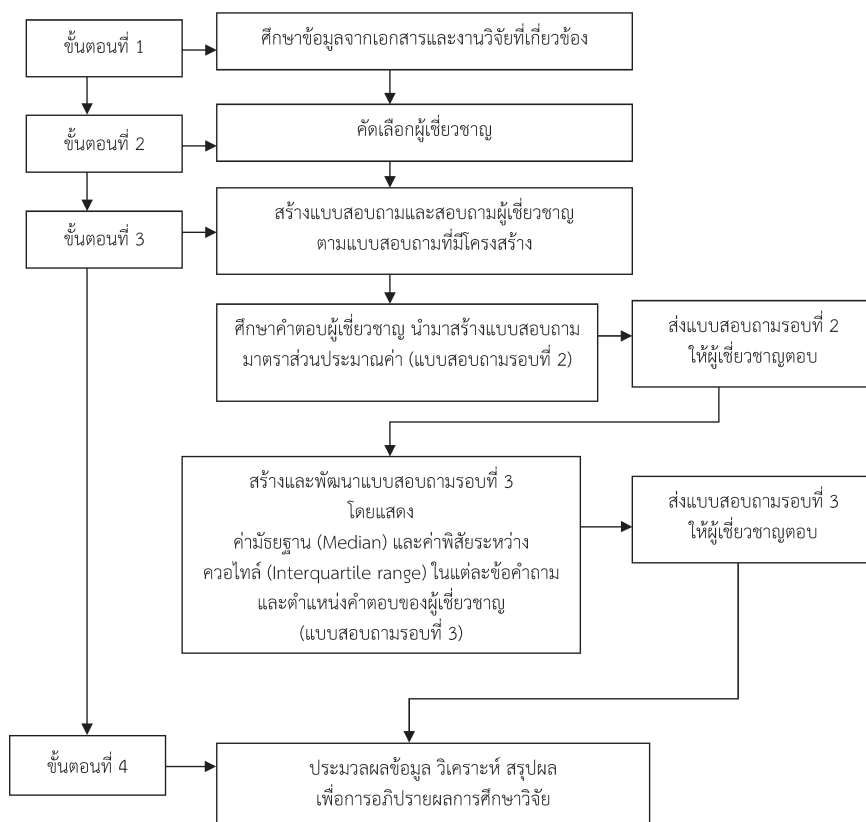 ขั้นตอนที่ 1
ศึกษาข้อมูลจากเอกสารและงานวิจัยที่เกี่ยวข้อง
ขั้นตอนที่ 2
คัดเลือกผู้เชี่ยวชาญ
ขั้นตอนที่ 3
สร้างแบบสอบถามและสอบถามผู้เชี่ยวชาญ
ตามแบบสอบถามที่มีโครงสร้าง
ศึกษาคำตอบผู้เชี่ยวชาญ นำมาสร้างแบบสอบถาม
มาตราส่วนประมาณค่า (แบบสอบถามรอบที่ 2)
ส่งแบบสอบถามรอบที่ 2
ให้ผู้เชี่ยวชาญตอบ
สร้างและพัฒนาแบบสอบถามรอบที่ 3
โดยแสดง
ค่ามัธยฐาน (Median) และค่าพิสัยระหว่าง
ควอไทล์ (Interquartile range) ในแต่ละข้อคำถาม
และตำแหน่งคำตอบของผู้เชี่ยวชาญ
(แบบสอบถามรอบที่ 3)
ส่งแบบสอบถามรอบที่ 3
ให้ผู้เชี่ยวชาญตอบ
ขั้นตอนที่ 4
ประมวลผลข้อมูล วิเคราะห์ สรุปผล
เพื่อการอภิปรายผลการศึกษาวิจัย